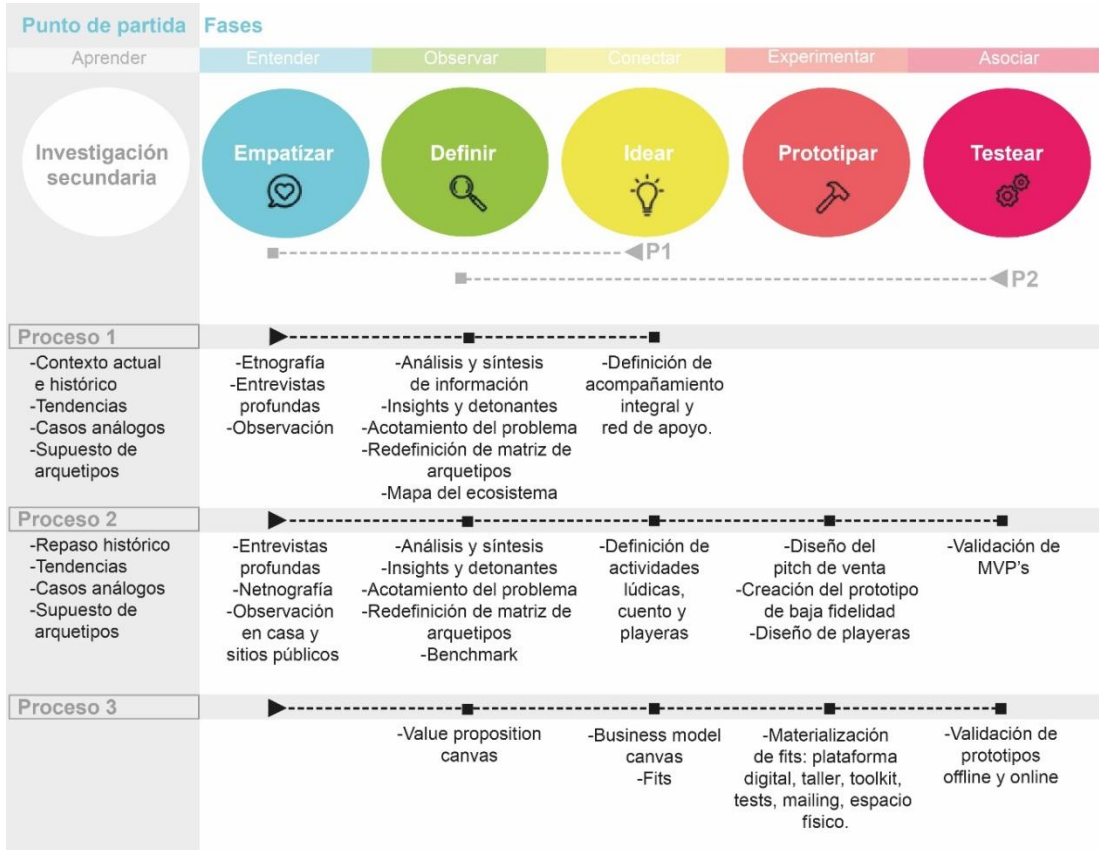 Punto de partida
Fases
Aprender
Entender
Observar
Conectar
Experimentar
Asociar
Investigación
secundaria
Empatízar
Definir
Idear
Prototipar
Testear
P1
P2
Proceso 1
-Contexto actual
e histórico
-Tendencias
-Casos análogos
-Supuesto de
arquetipos
-Etnografía
-Entrevistas
profundas
-Observación
-Análisis y síntesis
de información
-Insights y detonantes
-Acotamiento del problema
-Redefinición de matriz de
arquetipos
-Mapa del ecosistema
-Definición de
acompañamiento
integral y
red de apoyo.
Proceso 2
-Repaso histórico
-Tendencias
-Casos análogos
-Supuesto de
arquetipos
-Entrevistas
profundas
-Netnografía
-Observación
en casa y
sitios públicos
-Análisis y síntesis
-Insights y detonantes
-Acotamiento del problema
-Redefinición de matriz de
arquetipos
-Benchmark
-Definición de
actividades
lúdicas,
cuento y
playeras
-Diseño del
pitch de venta
-Creación del prototipo
de baja fidelidad
-Diseño de playeras
-Validación de
MVP's
Proceso 3
-Value proposition
canvas
-Business model
canvas
-Fits
-Materialización
de fits: plataforma
digital, taller, toolkit,
tests, mailing, espacio
físico.
-Validación de
prototipos
offline y online